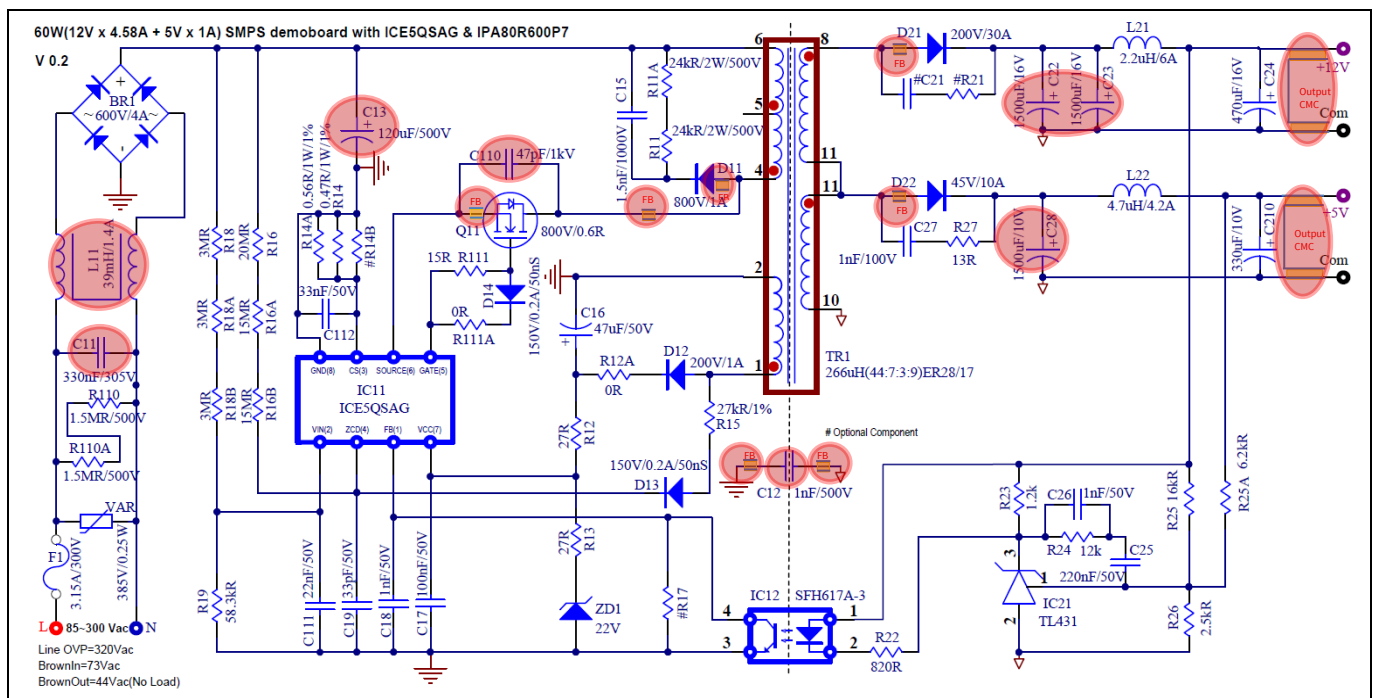 60W(12V x 4.58A + 5V x 1A) SMPS demoboard with ICE5QSAG & IPA80R600P7
V 0.2
BR1
~600V/4A~
+
-
L11
39mH/1.4A
C11
330nF/305V
R110
1.5MR/500V
R110A
1.5MR/500V
VAR
385V/0.25W
F1
3.15A/300V
L
85~300 Vac
N
Line OVP=320Vac
BrownIn=73Vac
BrownOut=44Vac(No Load)
3MR
R18
3MR
R18A
3MR
R18B
20MR
R16
15MR
R16A
15MR
R16B
R19
58.3kR
C13
+
120uF/500V
R14A
0.56R/1W/1%
0.47R/1W/1%
R14
#R14B
33nF/50V
C112
GND(8)
CS(3)
SOURCE(6)
GATE(5)
IC11
ICE5QSAG
VIN(2)
ZCD(4)
FB(1)
VCC(7)
C111
22nF/50V
C19
33pF/50V
C18
1nF/50V
C17
100nF/50V
C110
47pF/1kV
FB
Q11
800V/0.6R
FB
15R
R111
D14
150V/0.2A/50nS
0R
R111A
C15
1.5nF/1000V
24kR/2W/500V
R11A
24kR/2W/500V
R11
D11
FB
800V/1A
C16
47uF/50V
+
R12A
0R
D12
200V/1A
27kR/1%
R15
27R
R12
150V/0.2A/50nS
D13
27R
R13
ZD1
22V
#R17
6
5
4
2
1
8
11
11
10
TR1
266uH(44:7:3:9)ER28/17
# Optional Component
FB
FB
C12
1nF/500V
D21
200V/30A
FB
#C21
#R21
1500uF/16V
+
C22
1500uF/16V
+
C23
L21
2.2uH/6A
470uF/16V
+
C24
Output
CMC
+12V
Com
D22
45V/10A
FB
C27
1nF/100V
R27
13R
1500uF/10V
+
C28
L22
4.7uH/4.2A
330uF/10V
+
C210
Output
CMC
+5V
Com
R23
1.2k
C26
1nF/50V
R24
12k
C25
220nF/50V
R25
16kR
R25A
6.2kR
R26
2.5kR
3
1
2
IC21
TL431
IC12
SFH617A-3
4
3
1
2
R22
820R